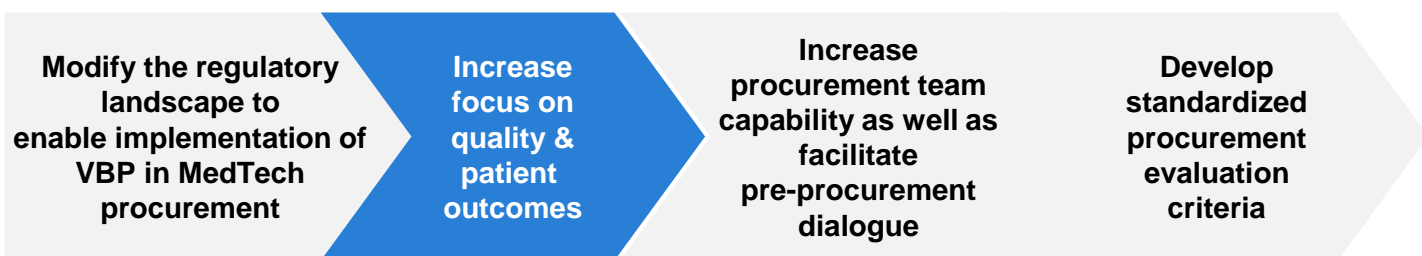 Modify the regulatory
landscape to
enable implementation of
VBP in MedTech
procurement
Increase
focus on
quality &
patient
outcomes
Increase
procurement team
capability as well as
facilitate
pre-procurement
dialogue
Develop
standardized
procurement
evaluation
criteria